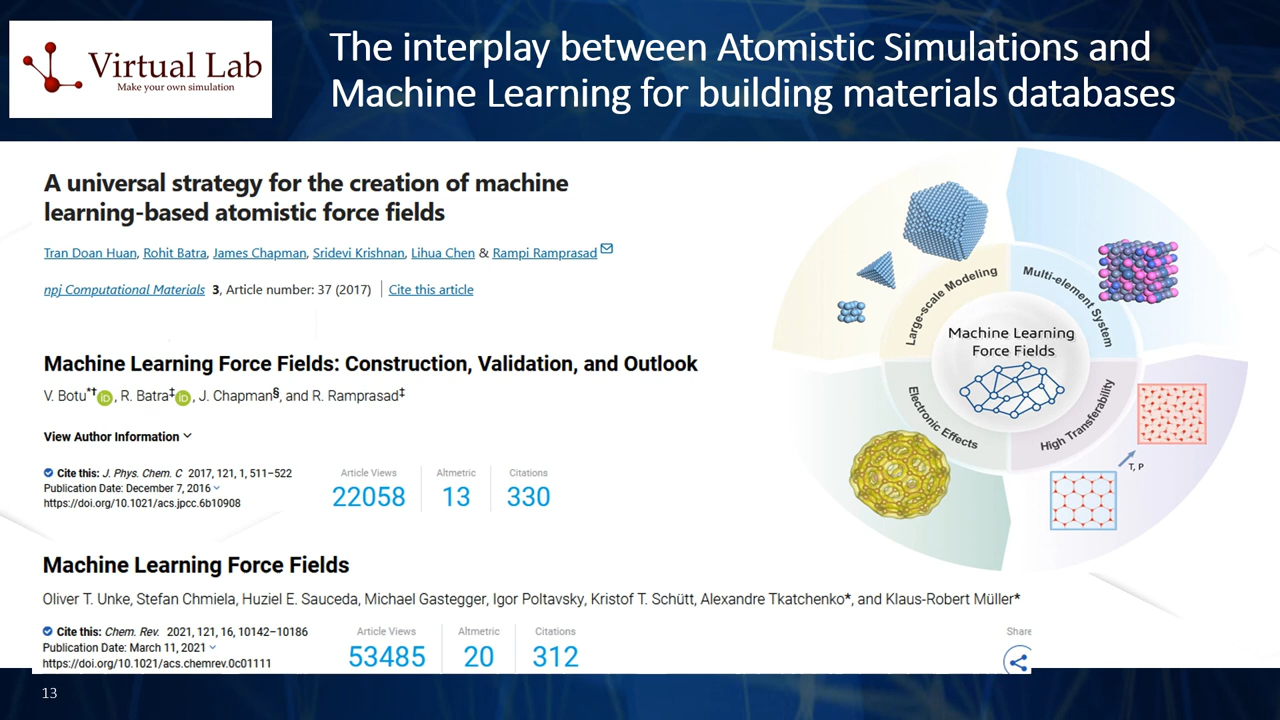 Virtual Lab
Make your own simulation
The interplay between Atomistic Simulations and
Machine Learning for building materials databases
A universal strategy for the creation of machine
learning-based atomistic force fields
Tran Doan Huan, Rohit Batra, James Chapman, Sridevi Krishnan, Lihua Chen & Rampi Ramprasad
npj Computational Materials 3, Article number: 37 (2017) | Cite this article
Machine Learning Force Fields: Construction, Validation, and Outlook
V. Botu*†iD, R. Batra‡iD, J. Chapman§, and R. Ramprasad‡
View Author Information
Cite this: J. Phys. Chem. C 2017, 121, 1, 511–522
Publication Date: December 7, 2016
https://doi.org/10.1021/acs.jpcc.6b10908
Article Views
22058
Altmetric
13
Citations
330
Machine Learning Force Fields
Oliver T. Unke, Stefan Chmiela, Huziel E. Sauceda, Michael Gastegger, Igor Poltavsky, Kristof T. Schütt, Alexandre Tkatchenko*, and Klaus-Robert Müller*
Cite this: Chem. Rev. 2021, 121, 16, 10142–10186
Publication Date: March 11, 2021
https://doi.org/10.1021/acs.chemrev.0c01111
Article Views
53485
Altmetric
20
Citations
312
Share
Large-scale Modeling
Multi-element System
Machine Learning
Force Fields
Electronic Effects
High Transferability
T, P
13